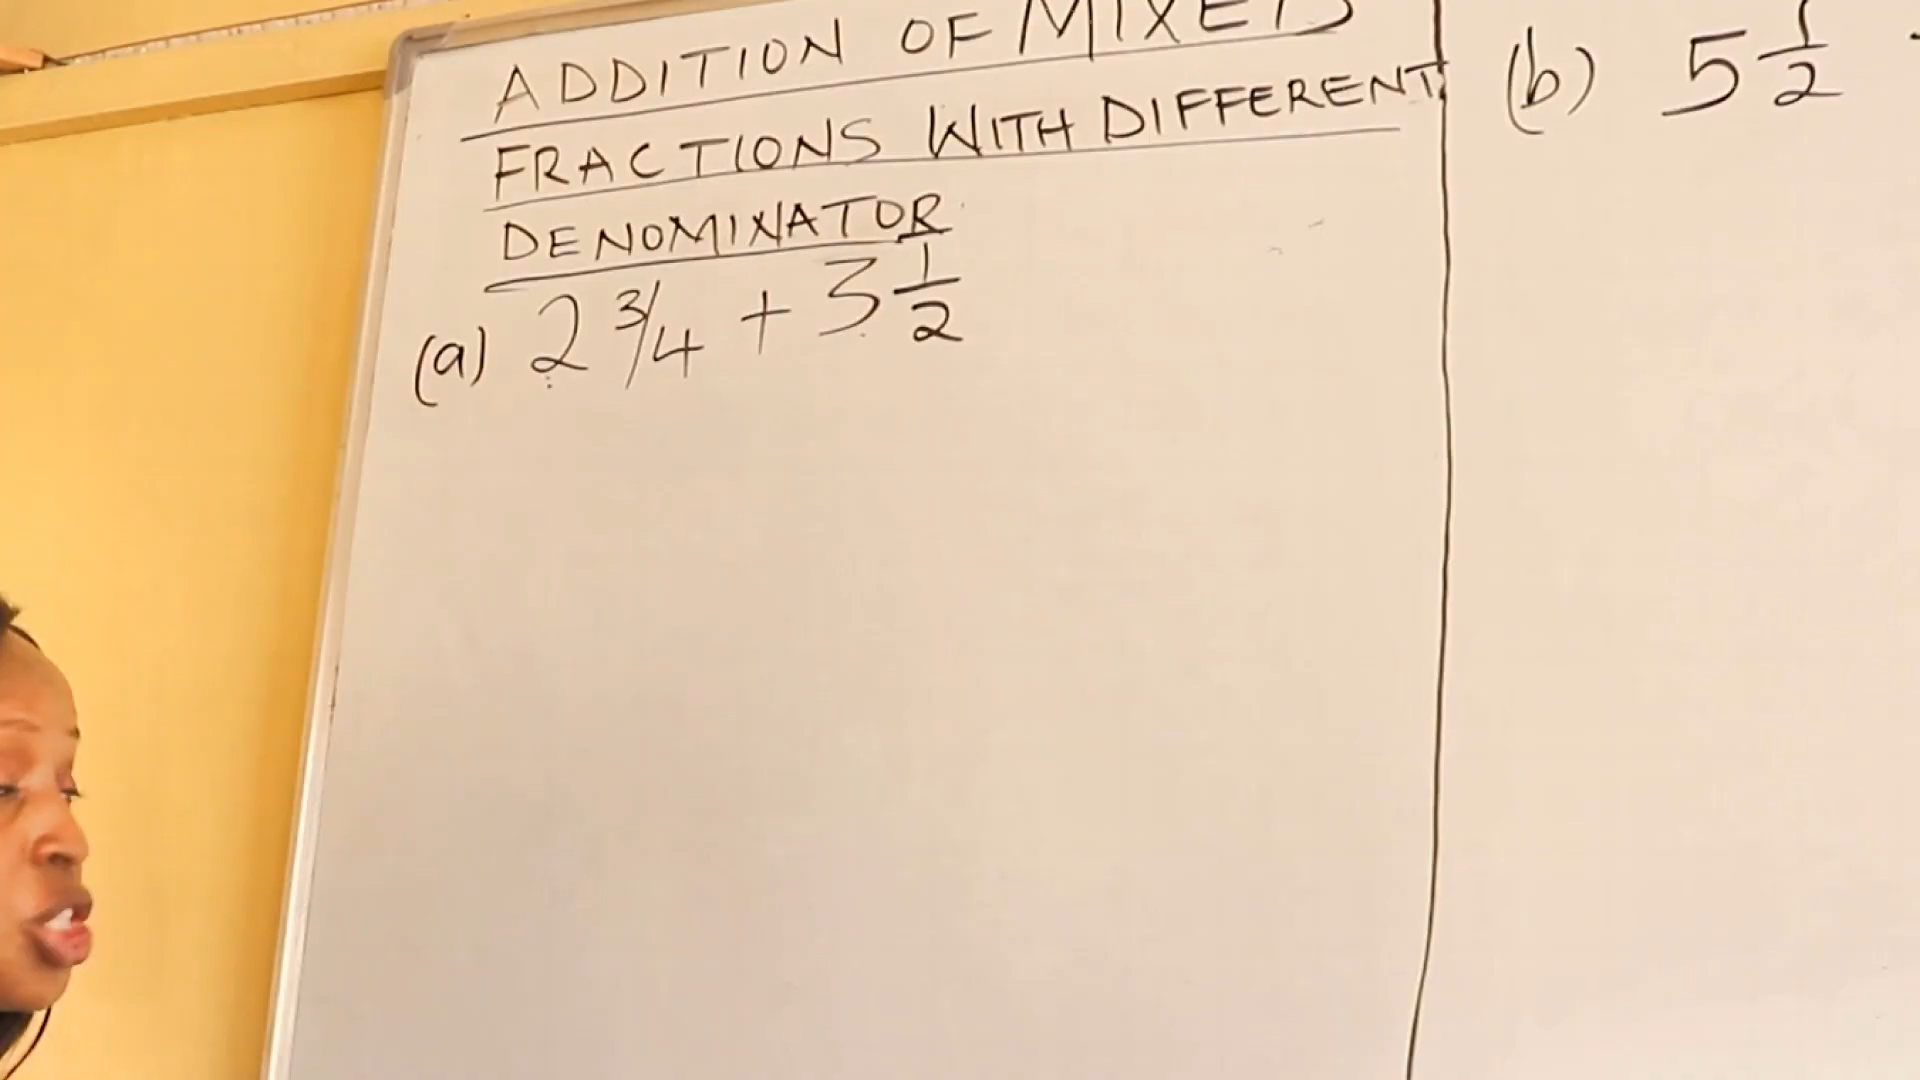 ADDITION OF MIXED
FRACTIONS WITH DIFFERENT
DENOMINATOR
(a) 2 3/4 + 3 1/2
(b) 5 1/2